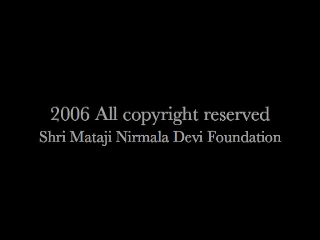 2006 All copyright reserved
Shri Mataji Nirmala Devi Foundation